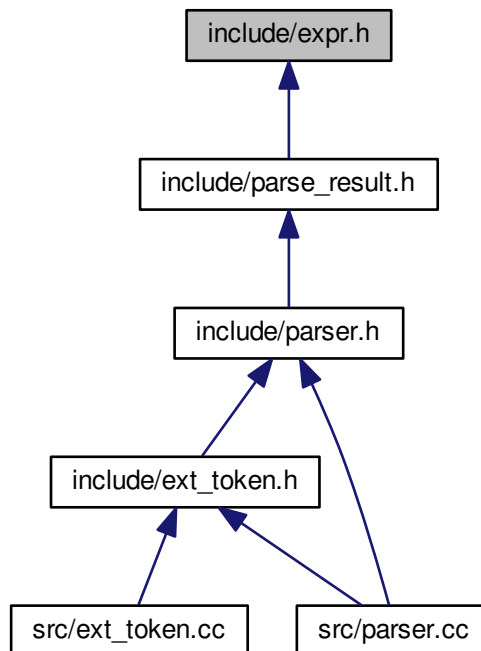 include/expr.h
include/parse_result.h
include/parser.h
include/ext_token.h
src/ext_token.cc
src/parser.cc